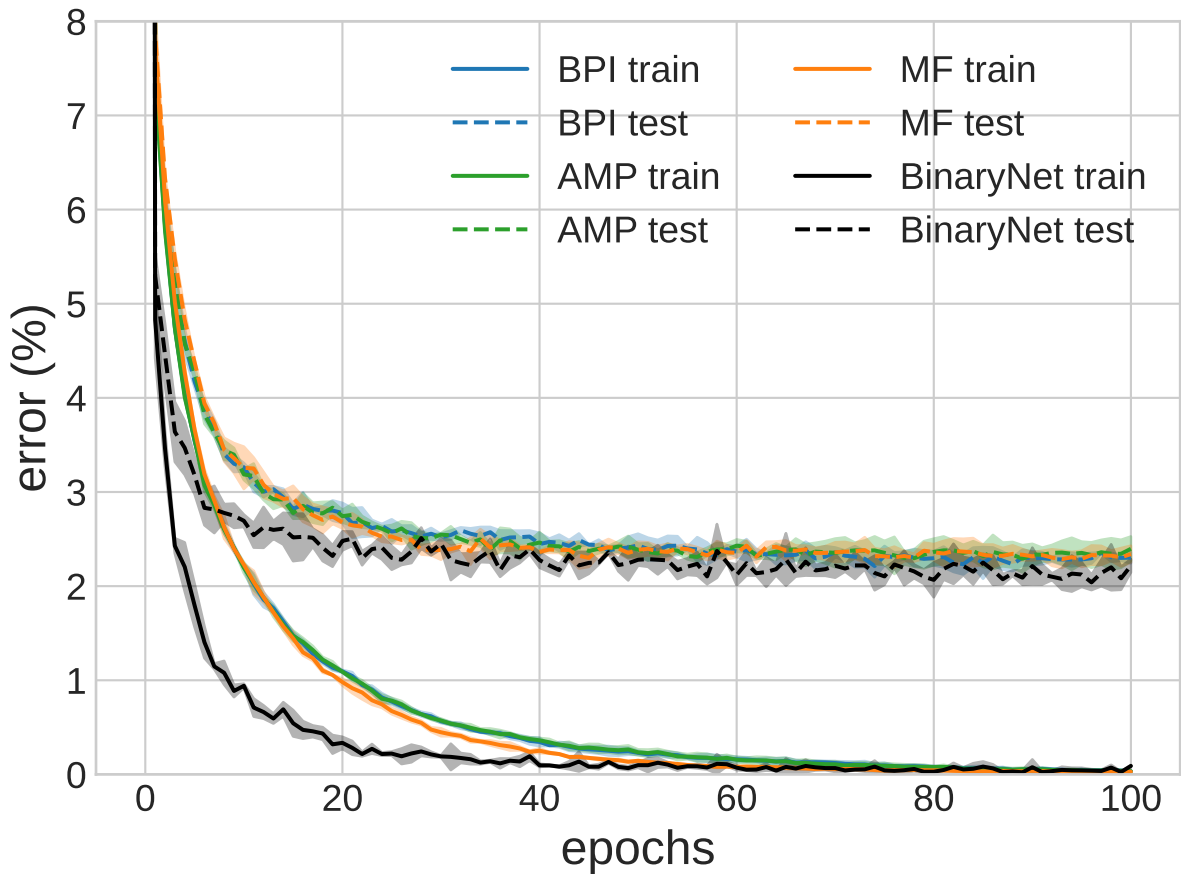 8
7
6
5
4
3
2
1
0
error (%)
BPI train
BPI test
AMP train
AMP test
MF train
MF test
BinaryNet train
BinaryNet test
0 20 40 60 80 100
epochs